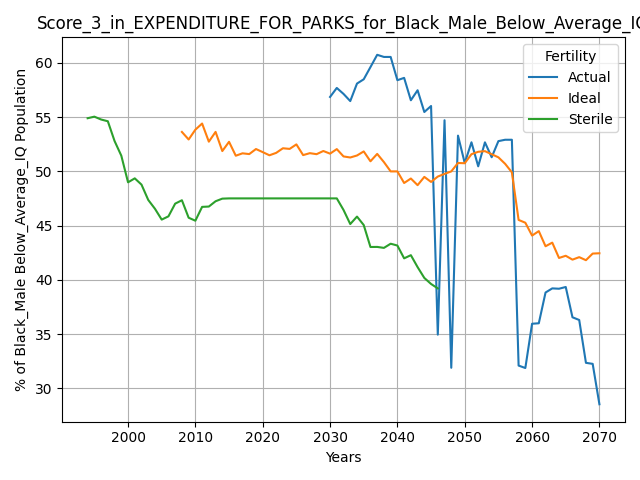 Score_3_in_EXPENDITURE_FOR_PARKS_for_Black_Male_Below_Average_IQ
Fertility
Actual
Ideal
Sterile
% of Black_Male Below_Average_IQ Population
60
55
50
45
40
35
30
2000 2010 2020 2030 2040 2050 2060 2070
Years